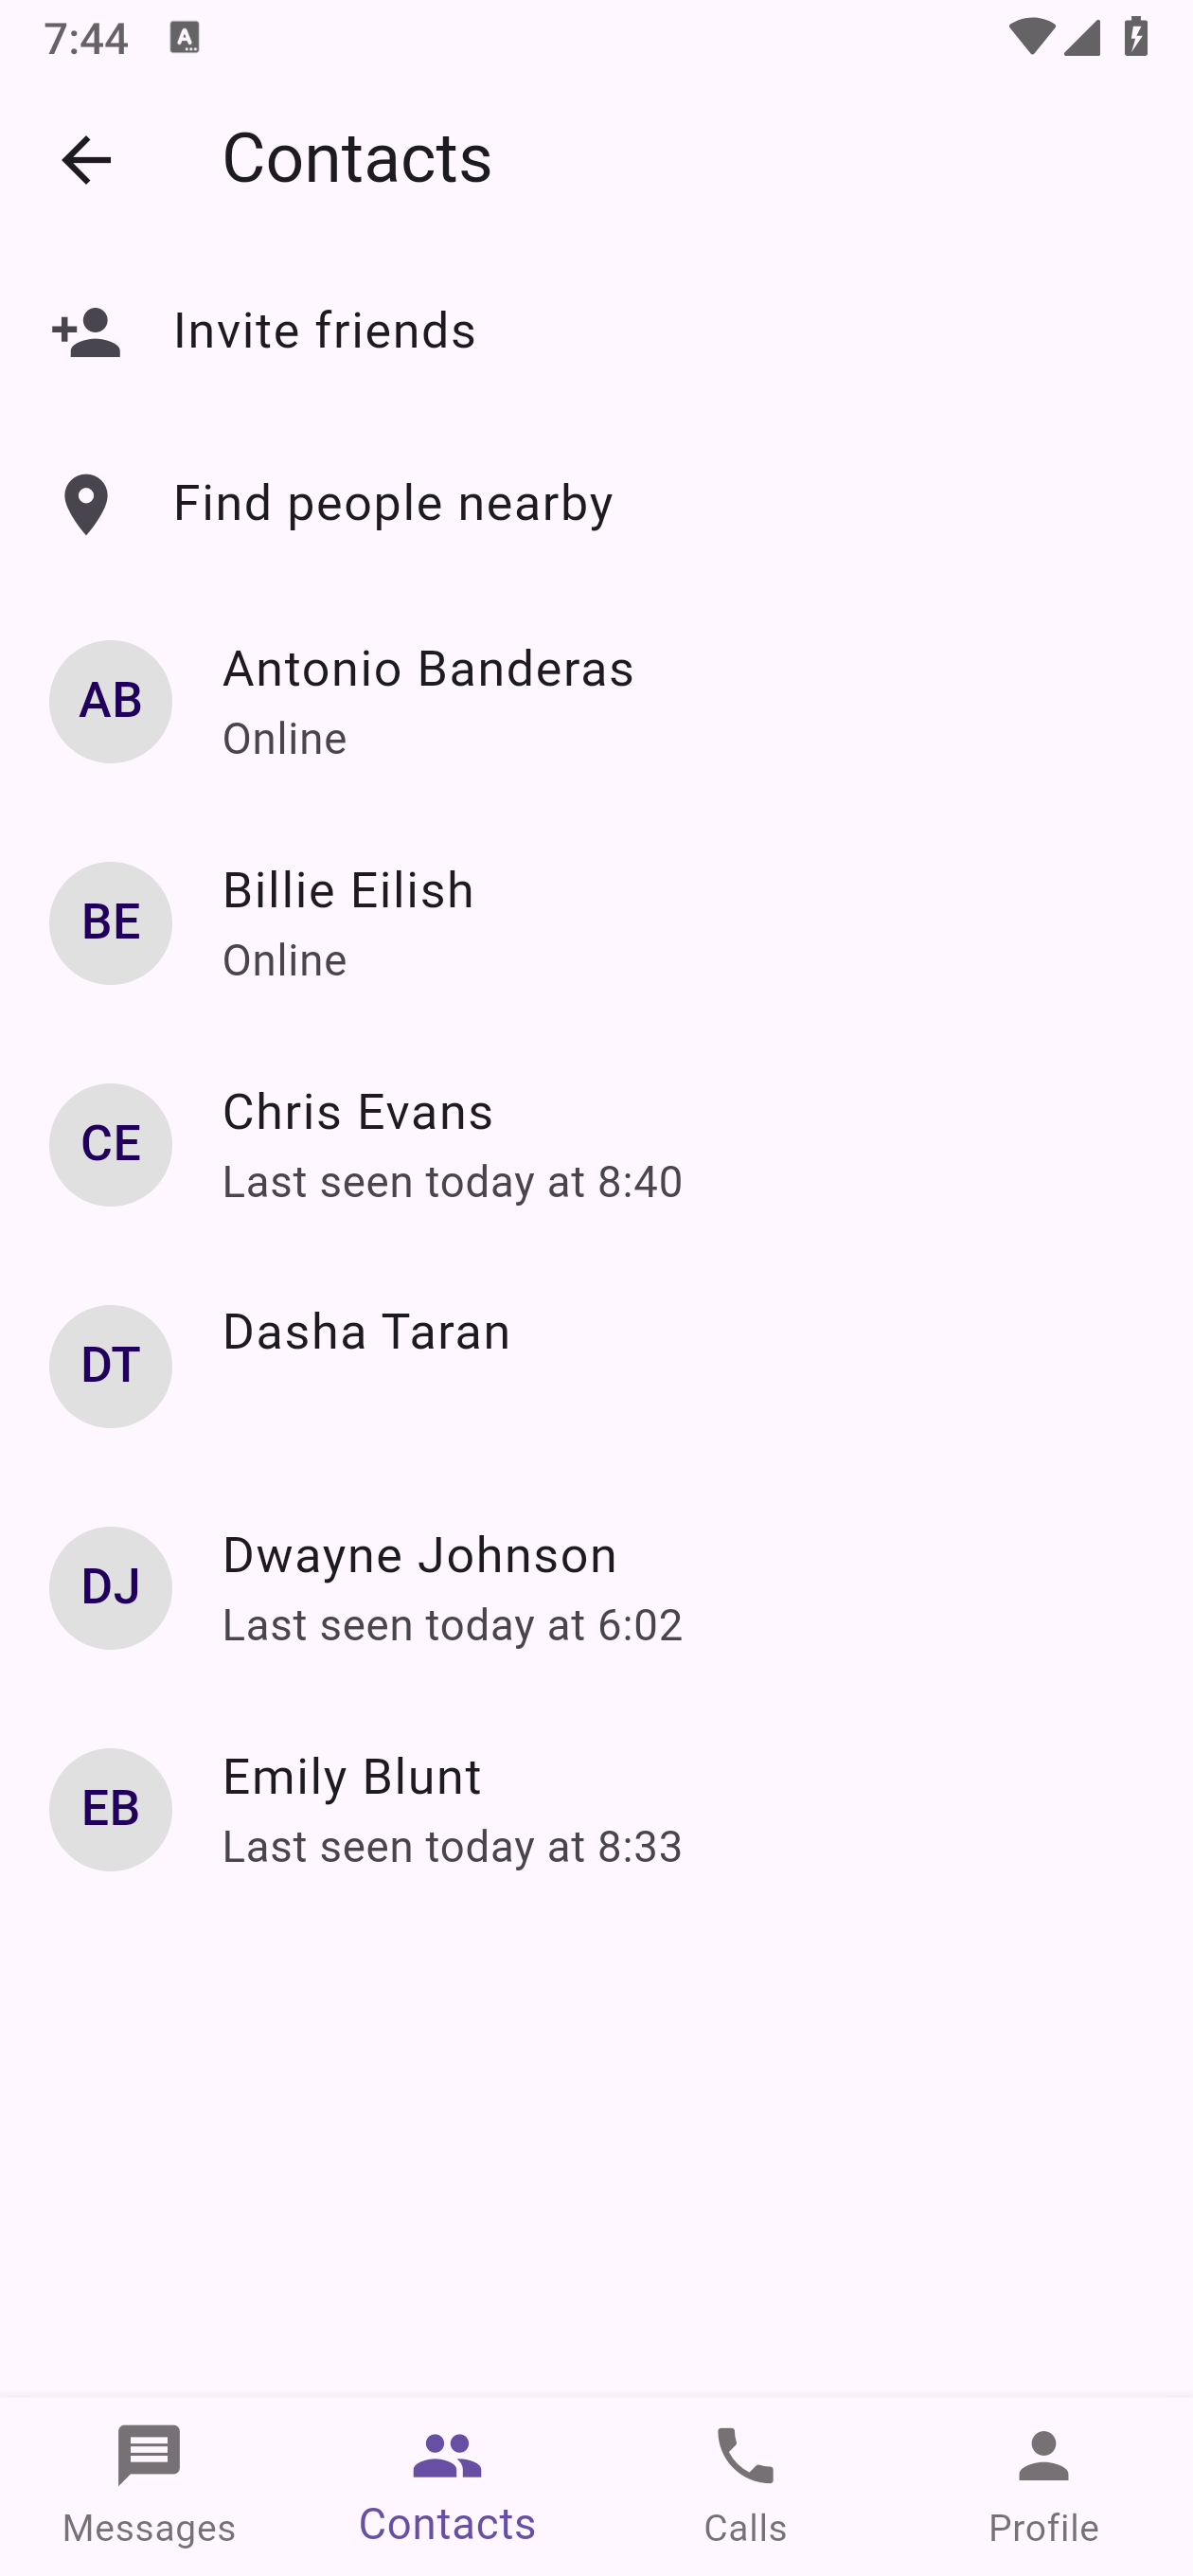 7:44
Contacts
Invite friends
Find people nearby
AB
Antonio Banderas
Online
BE
Billie Eilish
Online
CE
Chris Evans
Last seen today at 8:40
DT
Dasha Taran
DJ
Dwayne Johnson
Last seen today at 6:02
EB
Emily Blunt
Last seen today at 8:33
Messages
Contacts
Calls
Profile